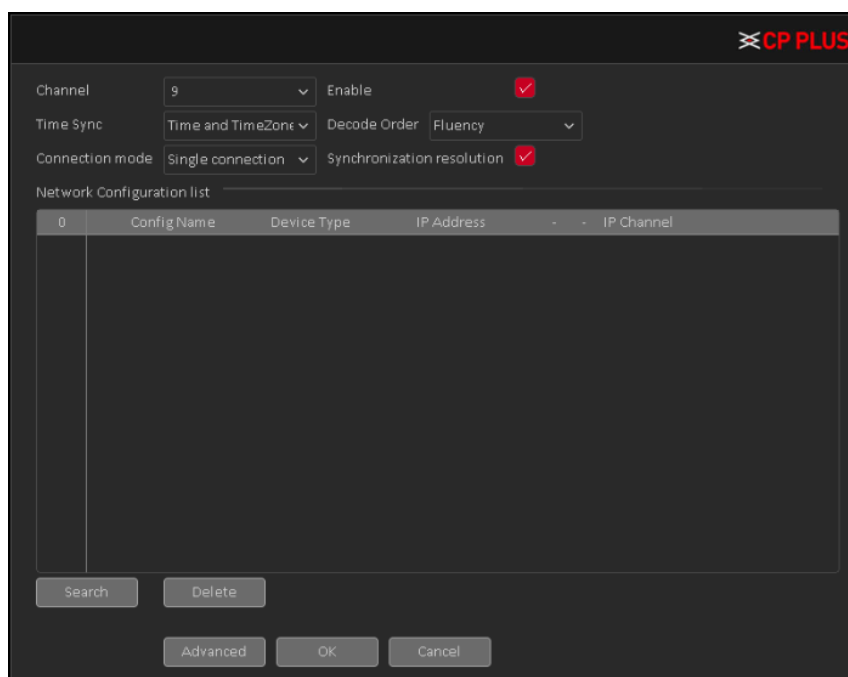 CP PLUS
Channel 9 Enable
Time Sync Time and TimeZone Decode Order Fluency
Connection mode Single connection Synchronization resolution
Network Configuration list
0 Config Name Device Type IP Address - - IP Channel
Search Delete
Advanced OK Cancel